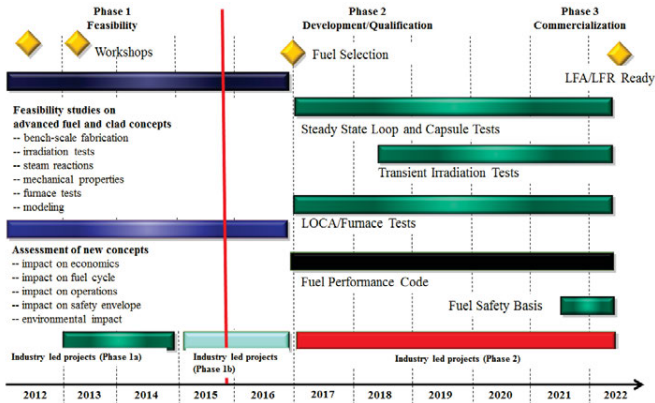 Phase 1
Feasibility
Phase 2
Development/Qualification
Phase 3
Commercialization
Workshops
Fuel Selection
LFA/LFR Ready
Feasibility studies on
advanced fuel and clad concepts
-- bench-scale fabrication
-- irradiation tests
-- steam reactions
-- mechanical properties
-- furnace tests
-- modeling
Steady State Loop and Capsule Tests
Transient Irradiation Tests
LOCA/Furnace Tests
Assessment of new concepts
-- impact on economics
-- impact on fuel cycle
-- impact on operations
-- impact on safety envelope
-- environmental impact
Fuel Performance Code
Fuel Safety Basis
Industry led projects (Phase 1a)
Industry led projects
(Phase 1b)
Industry led projects (Phase 2)
2012 2013 2014 2015 2016 2017 2018 2019 2020 2021 2022